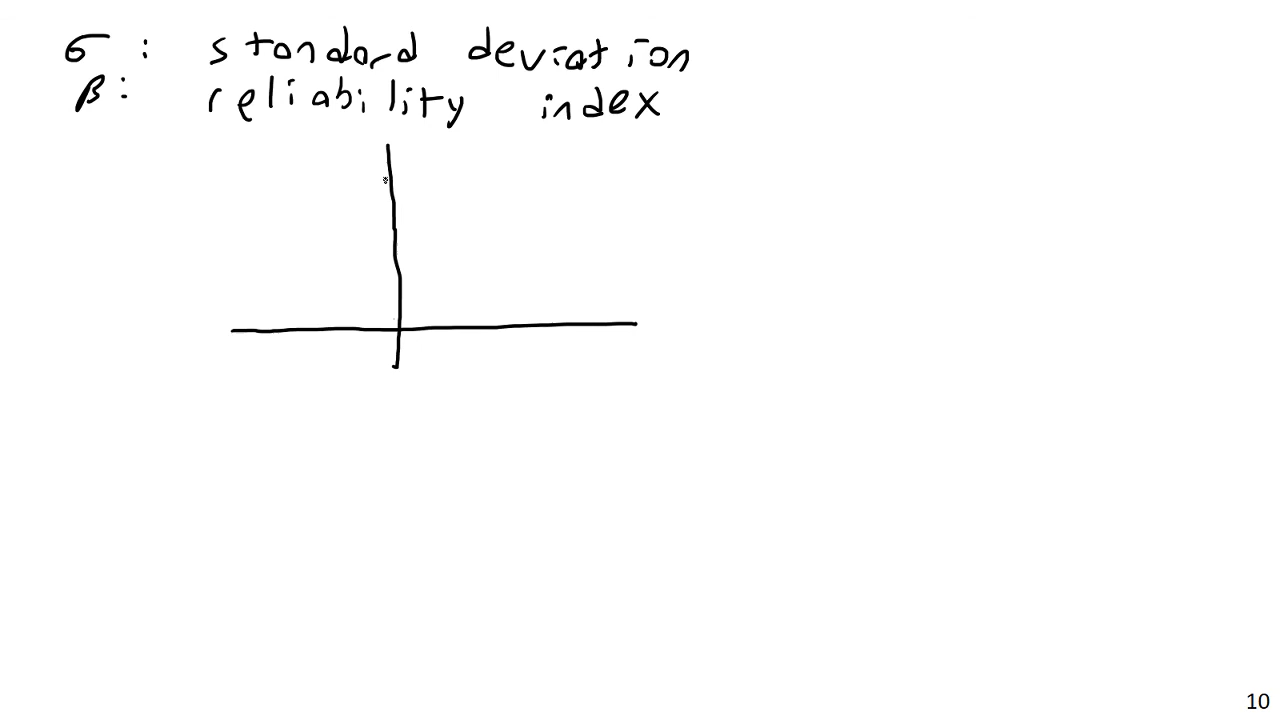 σ : standard deviation
β : reliability index
10